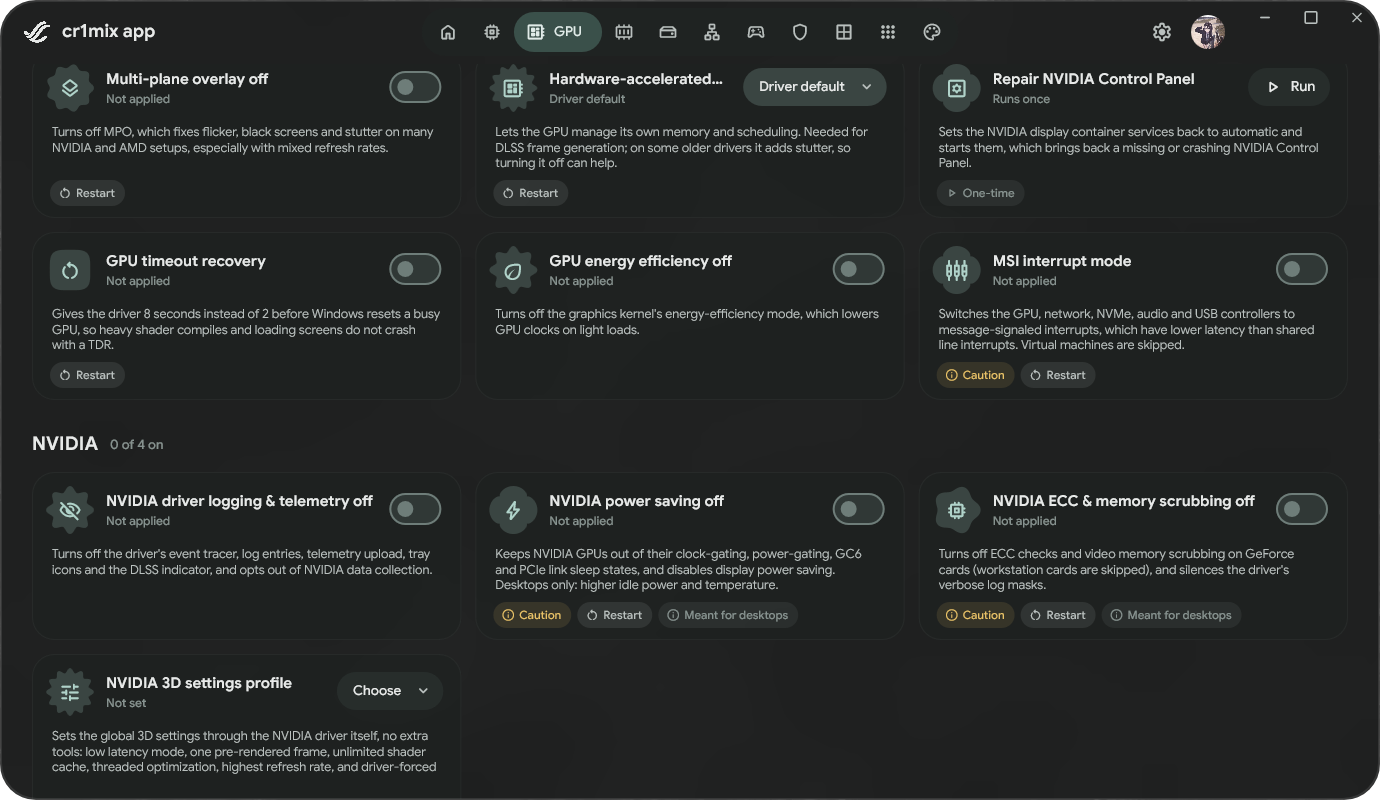 cr1mix app
GPU
Multi-plane overlay off
Not applied
Turns off MPO, which fixes flicker, black screens and stutter on many
NVIDIA and AMD setups, especially with mixed refresh rates.
Restart
Hardware-accelerated...
Driver default
Driver default
Lets the GPU manage its own memory and scheduling. Needed for
DLSS frame generation; on some older drivers it adds stutter, so
turning it off can help.
Restart
Repair NVIDIA Control Panel
Runs once
Run
Sets the NVIDIA display container services back to automatic and
starts them, which brings back a missing or crashing NVIDIA Control
Panel.
One-time
GPU timeout recovery
Not applied
Gives the driver 8 seconds instead of 2 before Windows resets a busy
GPU, so heavy shader compiles and loading screens do not crash
with a TDR.
Restart
GPU energy efficiency off
Not applied
Turns off the graphics kernel's energy-efficiency mode, which lowers
GPU clocks on light loads.
MSI interrupt mode
Not applied
Switches the GPU, network, NVMe, audio and USB controllers to
message-signaled interrupts, which have lower latency than shared
line interrupts. Virtual machines are skipped.
Caution
Restart
NVIDIA 0 of 4 on
NVIDIA driver logging & telemetry off
Not applied
Turns off the driver's event tracer, log entries, telemetry upload, tray
icons and the DLSS indicator, and opts out of NVIDIA data collection.
NVIDIA power saving off
Not applied
Keeps NVIDIA GPUs out of their clock-gating, power-gating, GC6
and PCIe link sleep states, and disables display power saving.
Desktops only: higher idle power and temperature.
Caution
Restart
Meant for desktops
NVIDIA ECC & memory scrubbing off
Not applied
Turns off ECC checks and video memory scrubbing on GeForce
cards (workstation cards are skipped), and silences the driver's
verbose log masks.
Caution
Restart
Meant for desktops
NVIDIA 3D settings profile
Not set
Choose
Sets the global 3D settings through the NVIDIA driver itself, no extra
tools: low latency mode, one pre-rendered frame, unlimited shader
cache, threaded optimization, highest refresh rate, and driver-forced